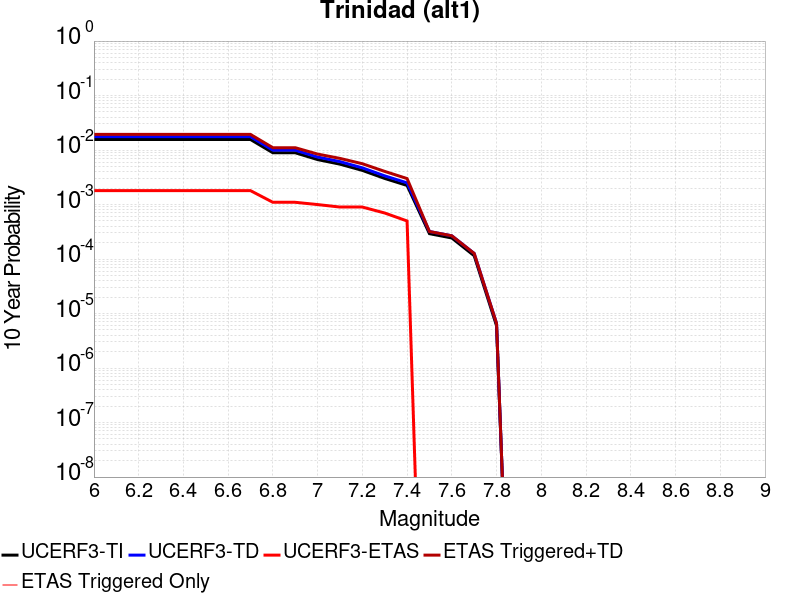 Trinidad (alt1)
10^0
10^-1
10^-2
10^-3
10^-4
10^-5
10^-6
10^-7
10^-8
10 Year Probability
6 6.2 6.4 6.6 6.8 7 7.2 7.4 7.6 7.8 8 8.2 8.4 8.6 8.8 9
Magnitude
UCERF3-TI UCERF3-TD UCERF3-ETAS ETAS Triggered+TD
ETAS Triggered Only